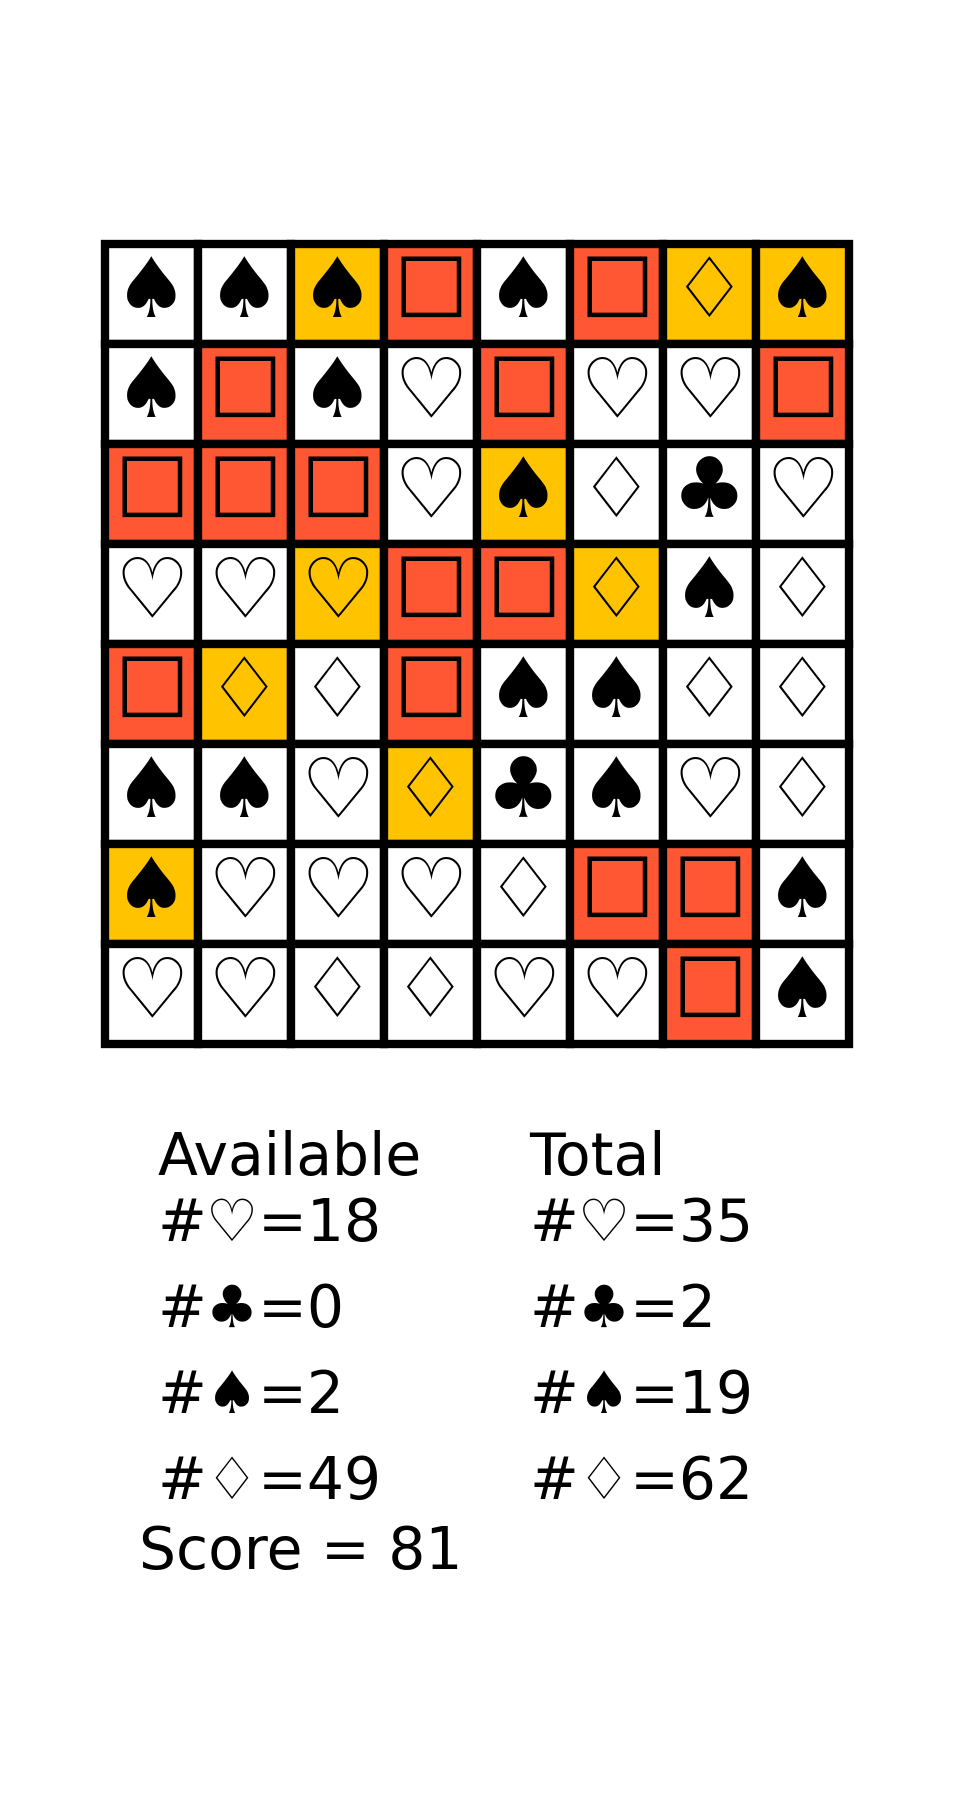 ♠ ♠ ♠ □ ♠ □ ♢ ♠
♠ □ ♠ ♡ □ ♡ ♡ □
□ □ □ ♡ ♠ ♢ ♣ ♡
♡ ♡ ♡ □ □ ♢ ♠ ♢
□ ♢ ♢ □ ♠ ♠ ♢ ♢
♠ ♠ ♡ ♢ ♣ ♠ ♡ ♢
♠ ♡ ♡ ♡ ♢ □ □ ♠
♡ ♡ ♢ ♢ ♡ ♡ □ ♠
Available Total
#♡=18 #♡=35
#♣=0 #♣=2
#♠=2 #♠=19
#♢=49 #♢=62
Score = 81